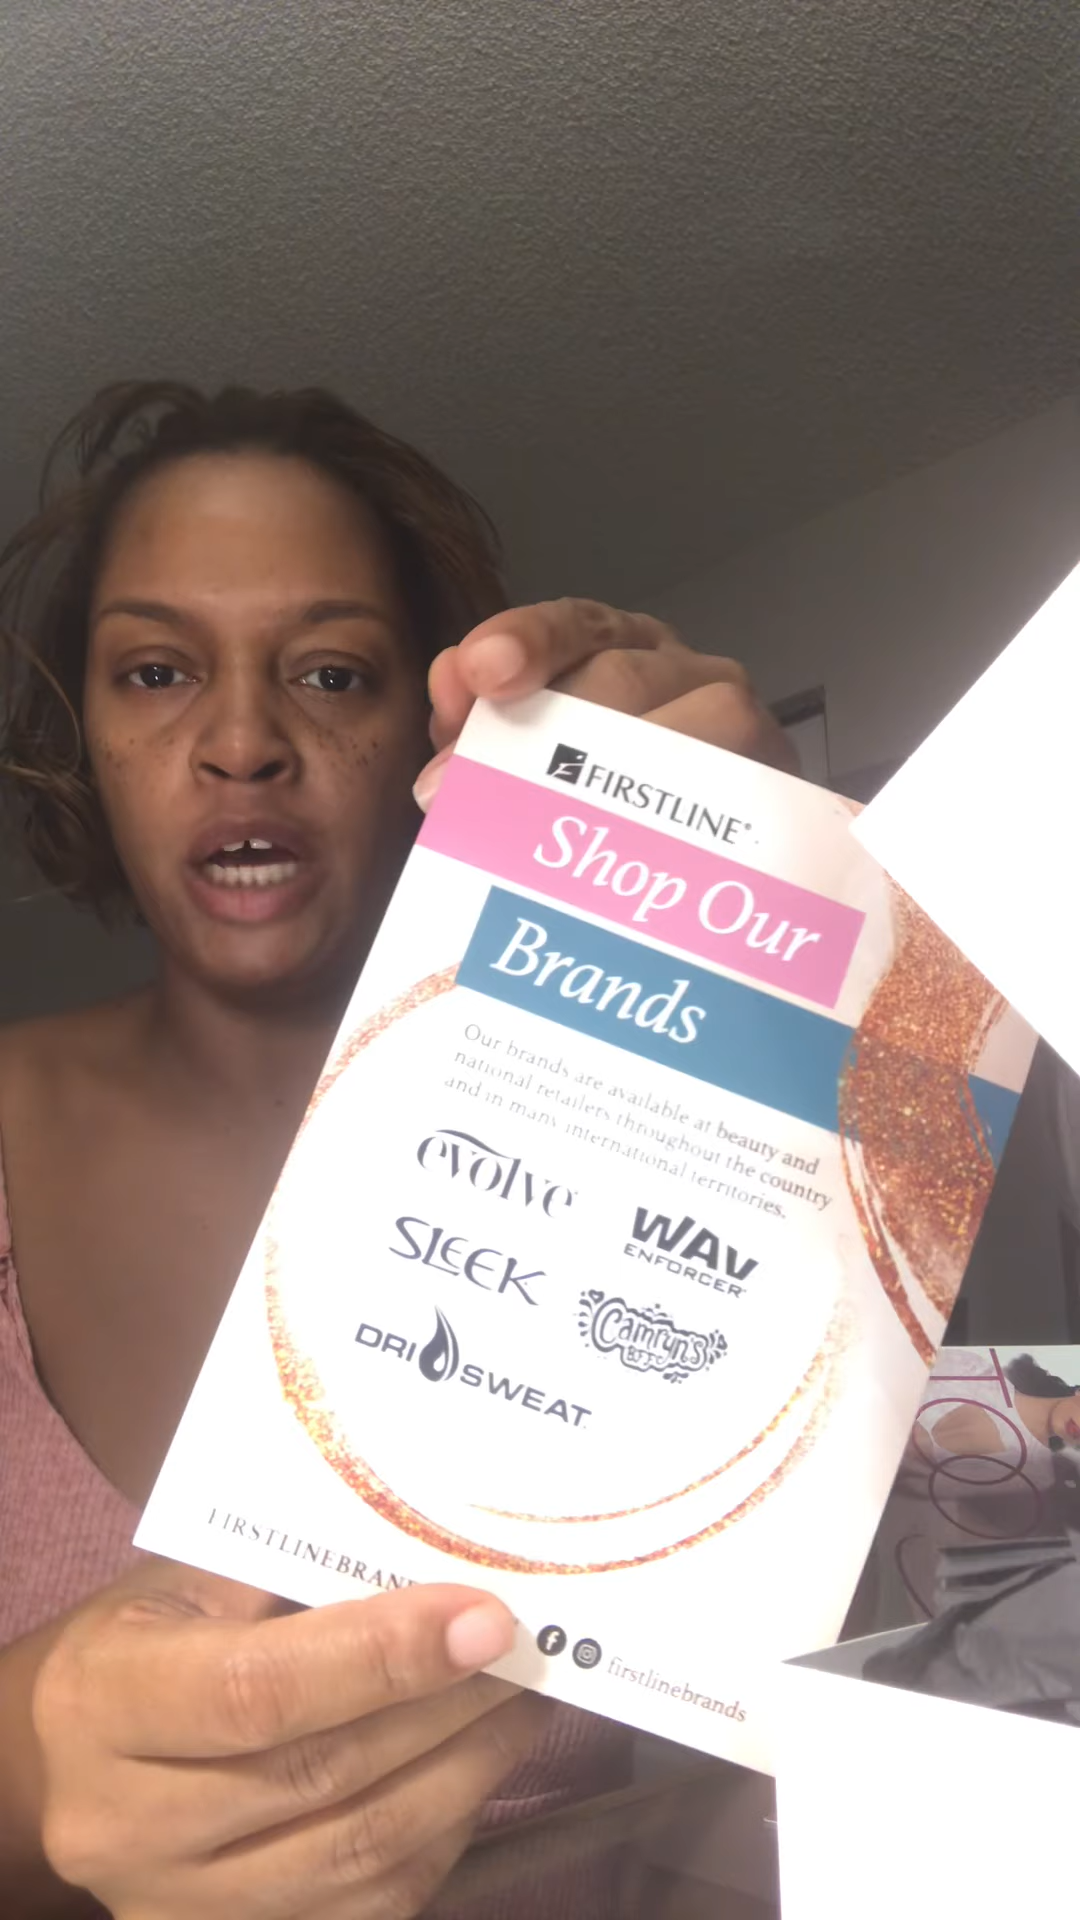 FIRSTLINE®
Shop Our
Brands
Our brands are available at beauty and
national retailers throughout the country
and in many international territories.
evolve
WAV
ENFORCER
SLEEK
Camryn's
BFF
DRI SWEAT
firstlinebrands